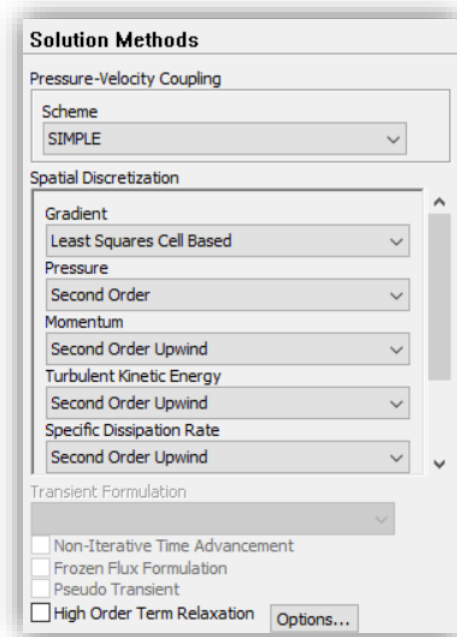 Solution Methods
Pressure-Velocity Coupling
Scheme
SIMPLE
Spatial Discretization
Gradient
Least Squares Cell Based
Pressure
Second Order
Momentum
Second Order Upwind
Turbulent Kinetic Energy
Second Order Upwind
Specific Dissipation Rate
Second Order Upwind
Transient Formulation
Non-Iterative Time Advancement
Frozen Flux Formulation
Pseudo Transient
High Order Term Relaxation Options...